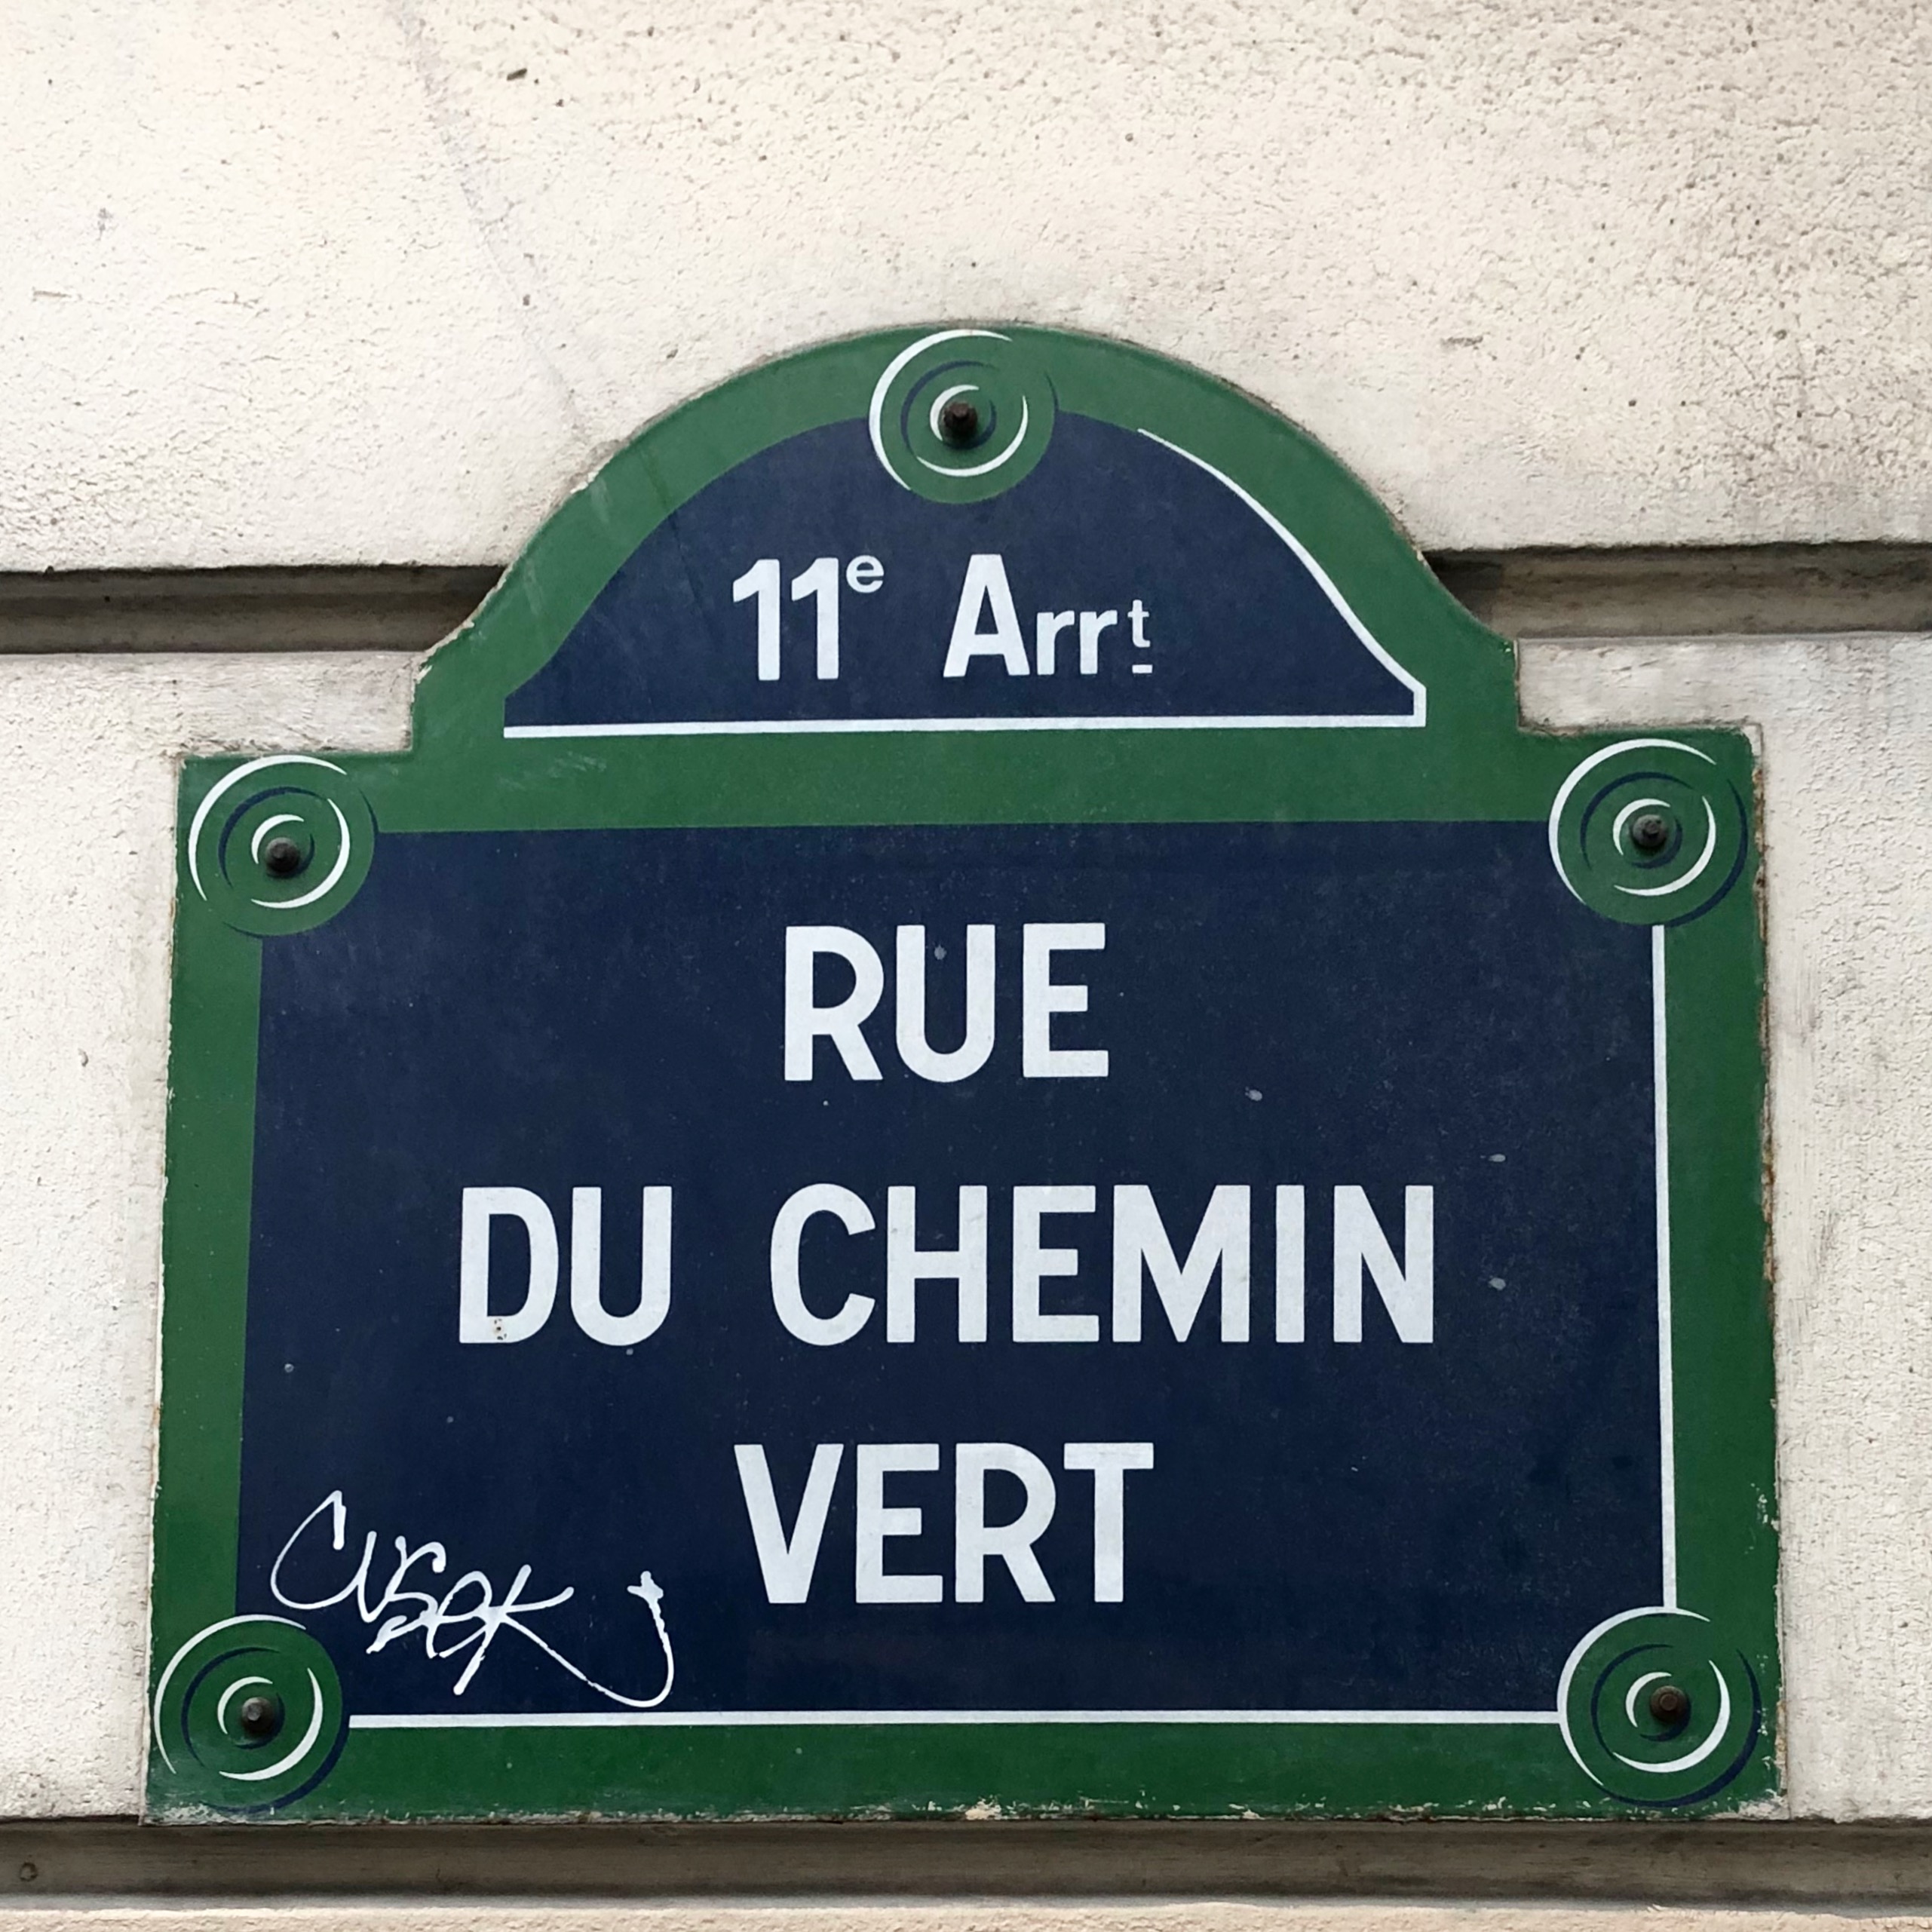 11e Arrt
RUE
DU CHEMIN
VERT